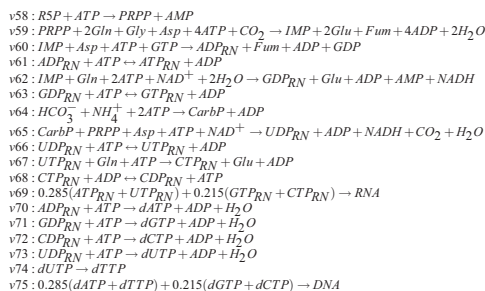 v58 : R5P + ATP → PRPP + AMP
v59 : PRPP + 2Gln + Gly + Asp + 4ATP + CO2 → IMP + 2Glu + Fum + 4ADP + 2H2O
v60 : IMP + Asp + ATP + GTP → ADPRN + Fum + ADP + GDP
v61 : ADPRN + ATP ↔ ATPRN + ADP
v62 : IMP + Gln + 2ATP + NAD+ + 2H2O → GDPRN + Glu + ADP + AMP + NADH
v63 : GDPRN + ATP ↔ GTPRN + ADP
v64 : HCO3− + NH4+ + 2ATP → CarbP + ADP
v65 : CarbP + PRPP + Asp + ATP + NAD+ → UDPRN + ADP + NADH + CO2 + H2O
v66 : UDPRN + ATP ↔ UTPRN + ADP
v67 : UTPRN + Gln + ATP → CTPRN + Glu + ADP
v68 : CTPRN + ADP ↔ CDPRN + ATP
v69 : 0.285(ATPRN + UTPRN) + 0.215(GTPRN + CTPRN) → RNA
v70 : ADPRN + ATP → dATP + ADP + H2O
v71 : GDPRN + ATP → dGTP + ADP + H2O
v72 : CDPRN + ATP → dCTP + ADP + H2O
v73 : UDPRN + ATP → dUTP + ADP + H2O
v74 : dUTP → dTTP
v75 : 0.285(dATP + dTTP) + 0.215(dGTP + dCTP) → DNA